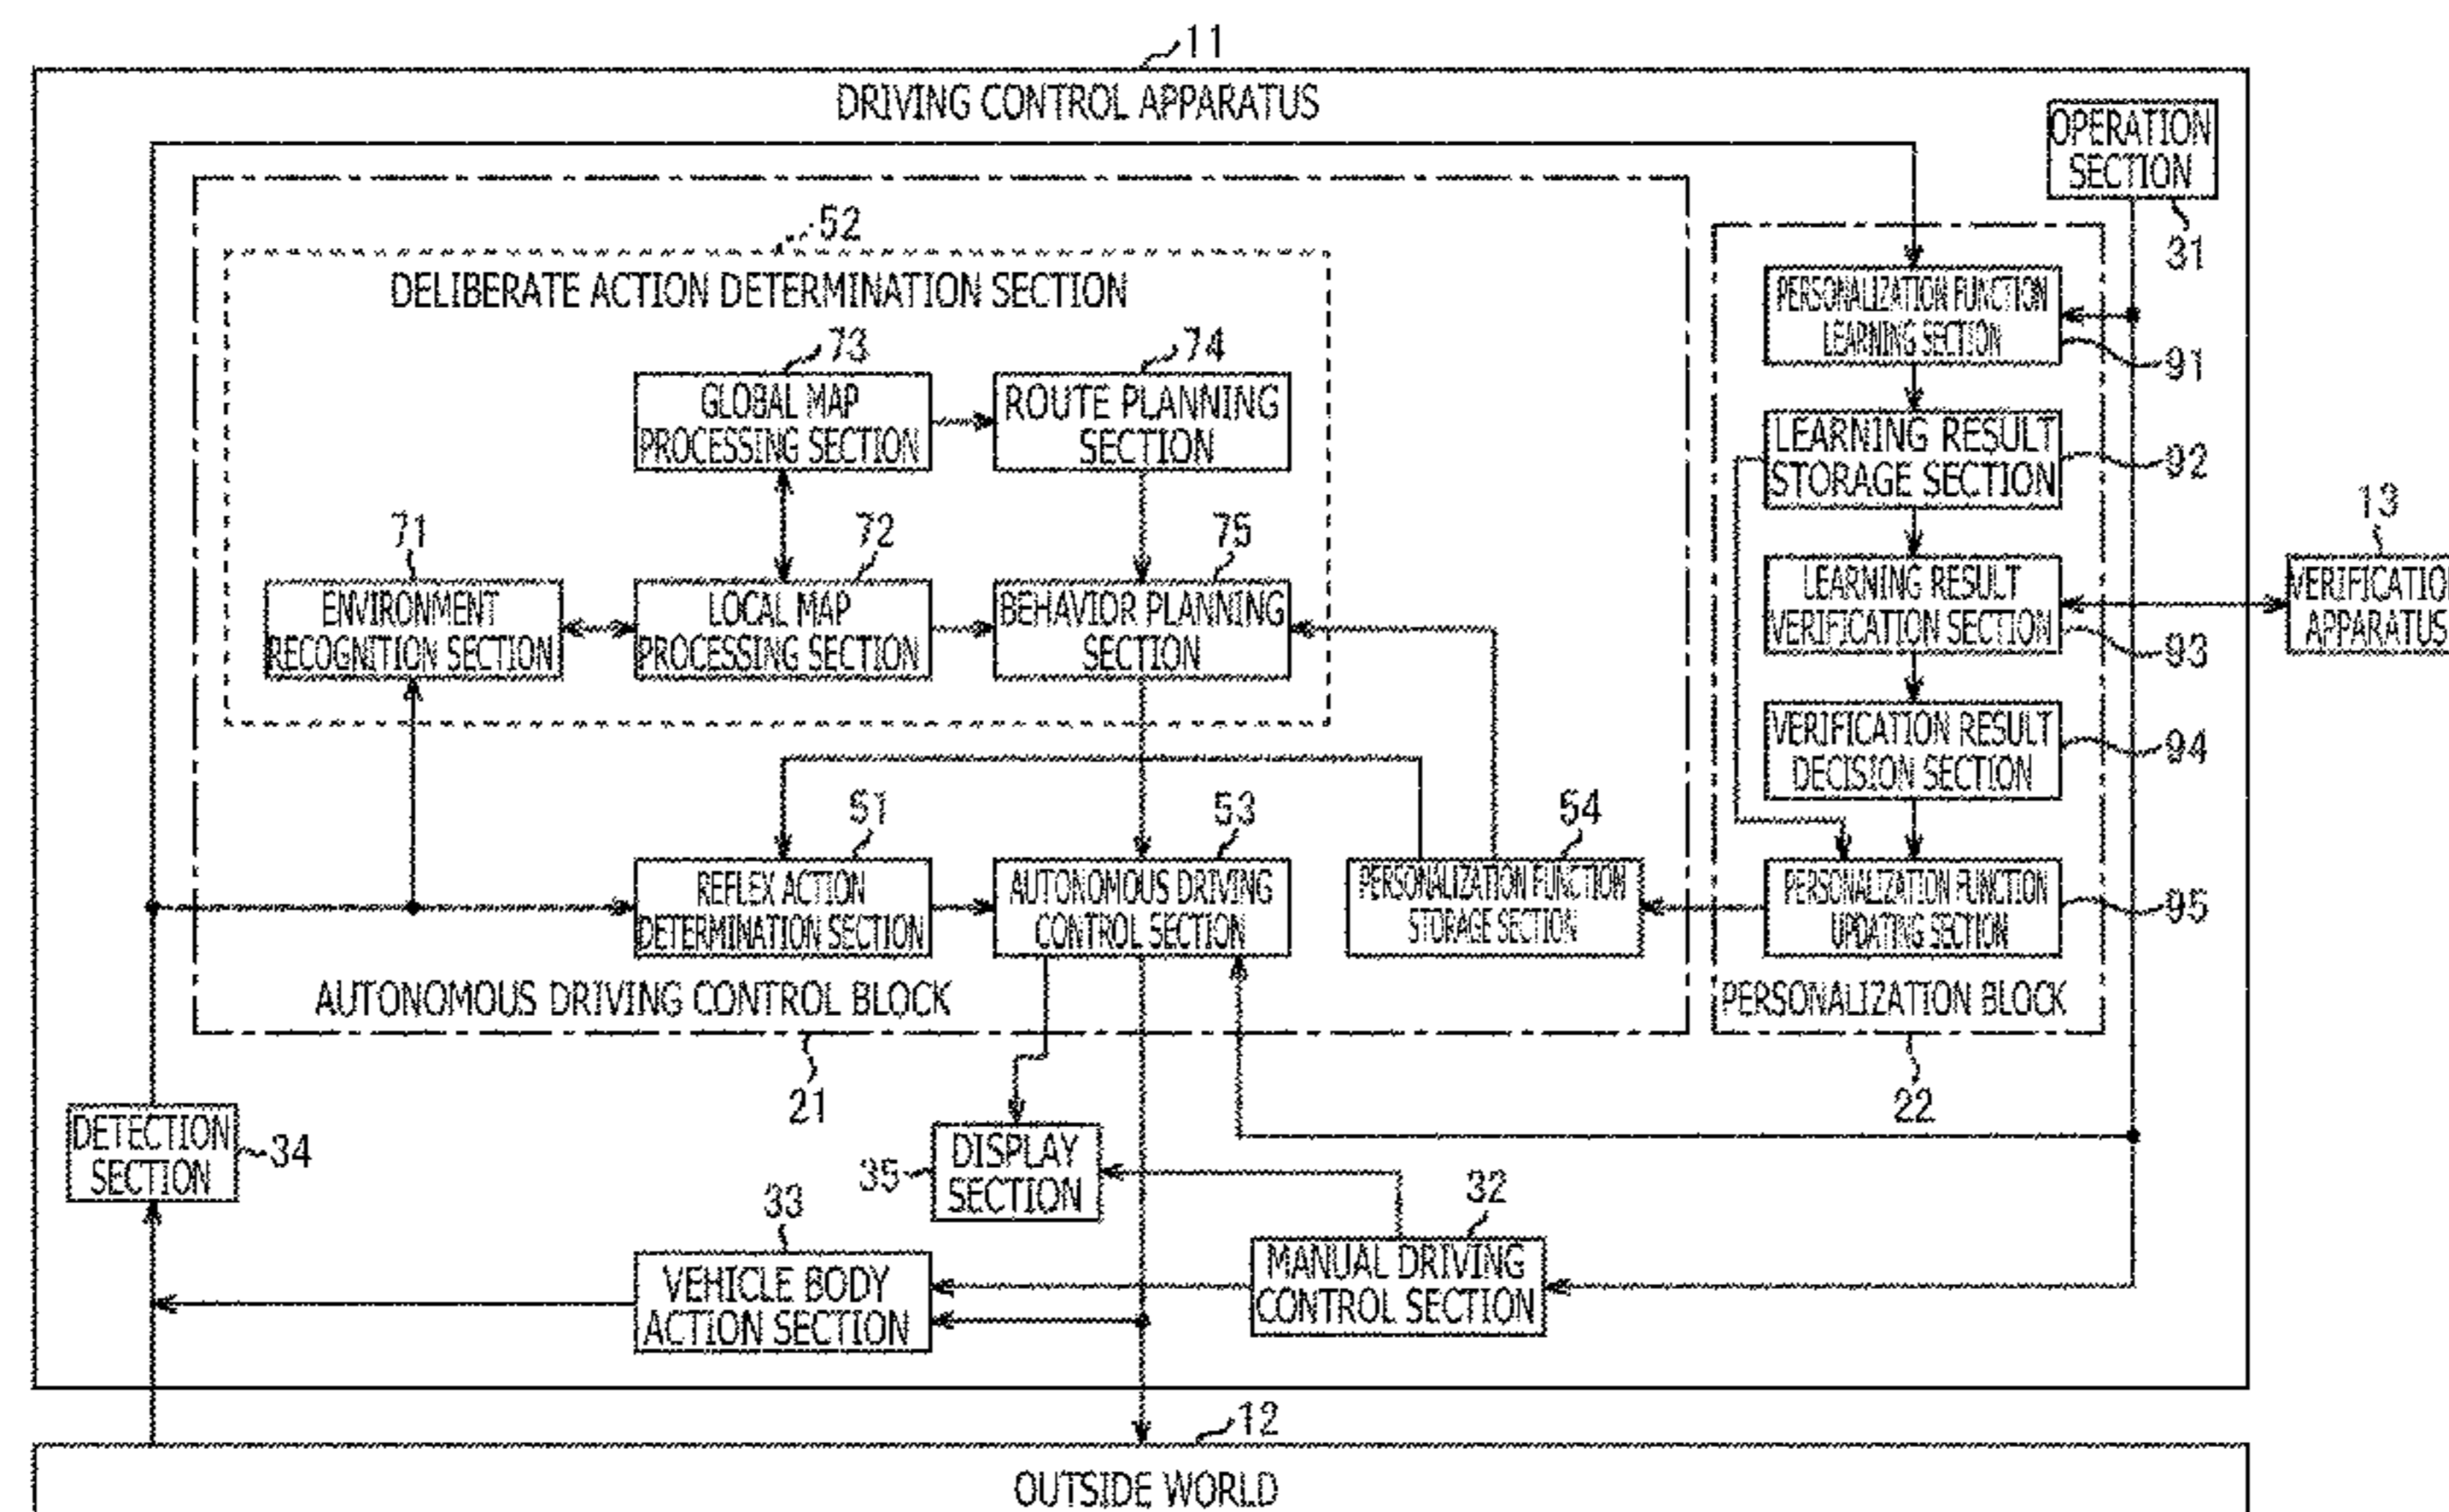 11
DRIVING CONTROL APPARATUS
OPERATION
SECTION
31
52
DELIBERATE ACTION DETERMINATION SECTION
73
GLOBAL MAP
PROCESSING SECTION
74
ROUTE PLANNING
SECTION
71
ENVIRONMENT
RECOGNITION SECTION
72
LOCAL MAP
PROCESSING SECTION
75
BEHAVIOR PLANNING
SECTION
51
REFLEX ACTION
DETERMINATION SECTION
53
AUTONOMOUS DRIVING
CONTROL SECTION
54
PERSONALIZATION FUNCTION
STORAGE SECTION
AUTONOMOUS DRIVING CONTROL BLOCK
21
PERSONALIZATION FUNCTION
LEARNING SECTION
91
LEARNING RESULT
STORAGE SECTION
92
LEARNING RESULT
VERIFICATION SECTION
93
VERIFICATION RESULT
DECISION SECTION
94
PERSONALIZATION FUNCTION
UPDATING SECTION
95
PERSONALIZATION BLOCK
22
13
VERIFICATION
APPARATUS
DETECTION
SECTION
34
35
DISPLAY
SECTION
33
VEHICLE BODY
ACTION SECTION
32
MANUAL DRIVING
CONTROL SECTION
12
OUTSIDE WORLD